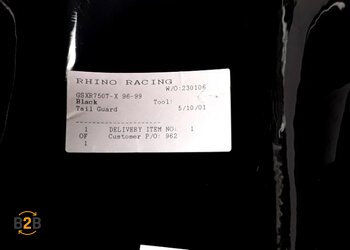 RHINO RACING
W/O:230106
GSXR750T-X 96-99
Black Tool:
Tail Guard 5/10/01
1 DELIVERY ITEM NO: 1
OF Customer P/O: 962
1
B2B